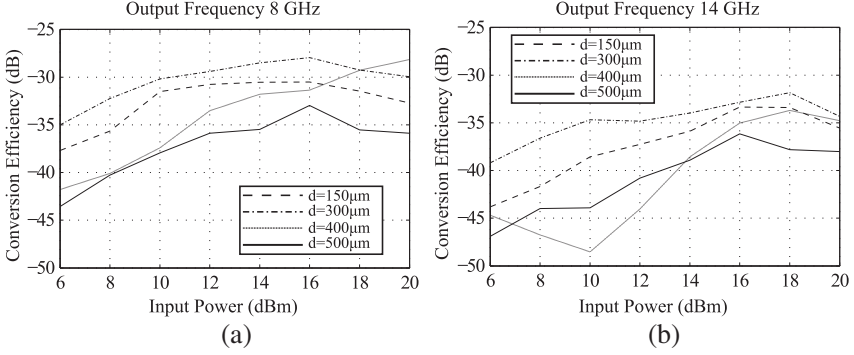 Output Frequency 8 GHz
−25
−30
−35
−40
−45
−50
Conversion Efficiency (dB)
d=150μm
d=300μm
d=400μm
d=500μm
6 8 10 12 14 16 18 20
Input Power (dBm)
(a)
Output Frequency 14 GHz
−25
−30
−35
−40
−45
−50
Conversion Efficiency (dB)
d=150μm
d=300μm
d=400μm
d=500μm
6 8 10 12 14 16 18 20
Input Power (dBm)
(b)